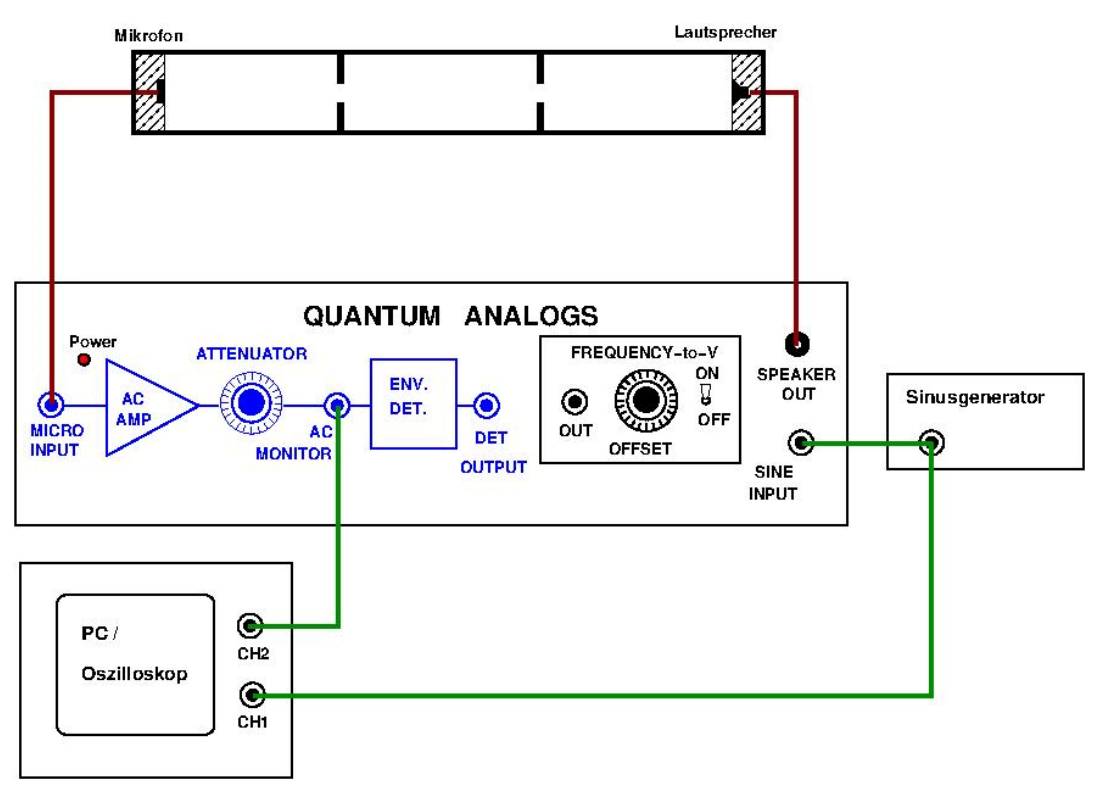 Mikrofon
Lautsprecher
QUANTUM ANALOGS
Power
ATTENUATOR
FREQUENCY-to-V
ON
OFF
OUT
OFFSET
SPEAKER
OUT
Sinusgenerator
AC
AMP
ENV.
DET.
MICRO
INPUT
AC
MONITOR
DET
OUTPUT
SINE
INPUT
PC /
Oszilloskop
CH2
CH1